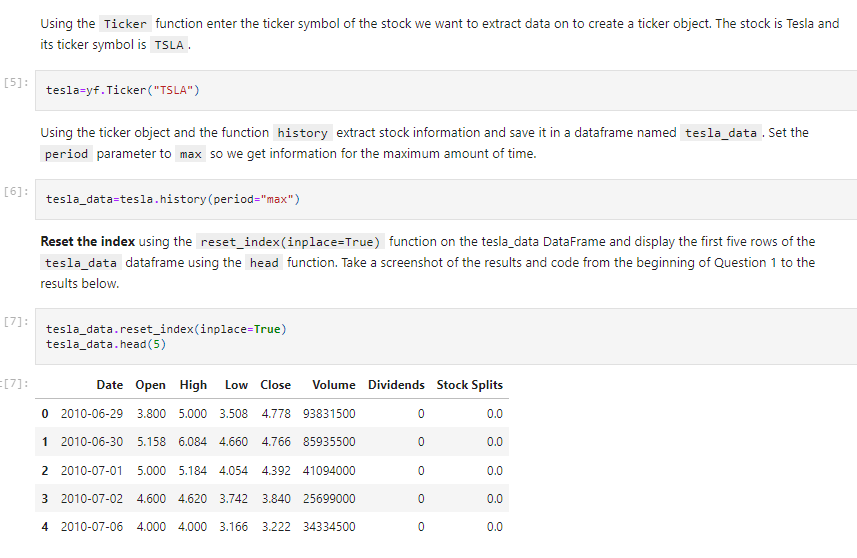 Using the Ticker function enter the ticker symbol of the stock we want to extract data on to create a ticker object. The stock is Tesla and
its ticker symbol is TSLA.
[5]: tesla=yf.Ticker("TSLA")
Using the ticker object and the function history extract stock information and save it in a dataframe named tesla_data. Set the
period parameter to max so we get information for the maximum amount of time.
[6]: tesla_data=tesla.history(period="max")
Reset the index using the reset_index(inplace=True) function on the tesla_data DataFrame and display the first five rows of the
tesla_data dataframe using the head function. Take a screenshot of the results and code from the beginning of Question 1 to the
results below.
[7]: tesla_data.reset_index(inplace=True)
tesla_data.head(5)
:[7]: Date Open High Low Close Volume Dividends Stock Splits
0 2010-06-29 3.800 5.000 3.508 4.778 93831500 0 0.0
1 2010-06-30 5.158 6.084 4.660 4.766 85935500 0 0.0
2 2010-07-01 5.000 5.184 4.054 4.392 41094000 0 0.0
3 2010-07-02 4.600 4.620 3.742 3.840 25699000 0 0.0
4 2010-07-06 4.000 4.000 3.166 3.222 34334500 0 0.0